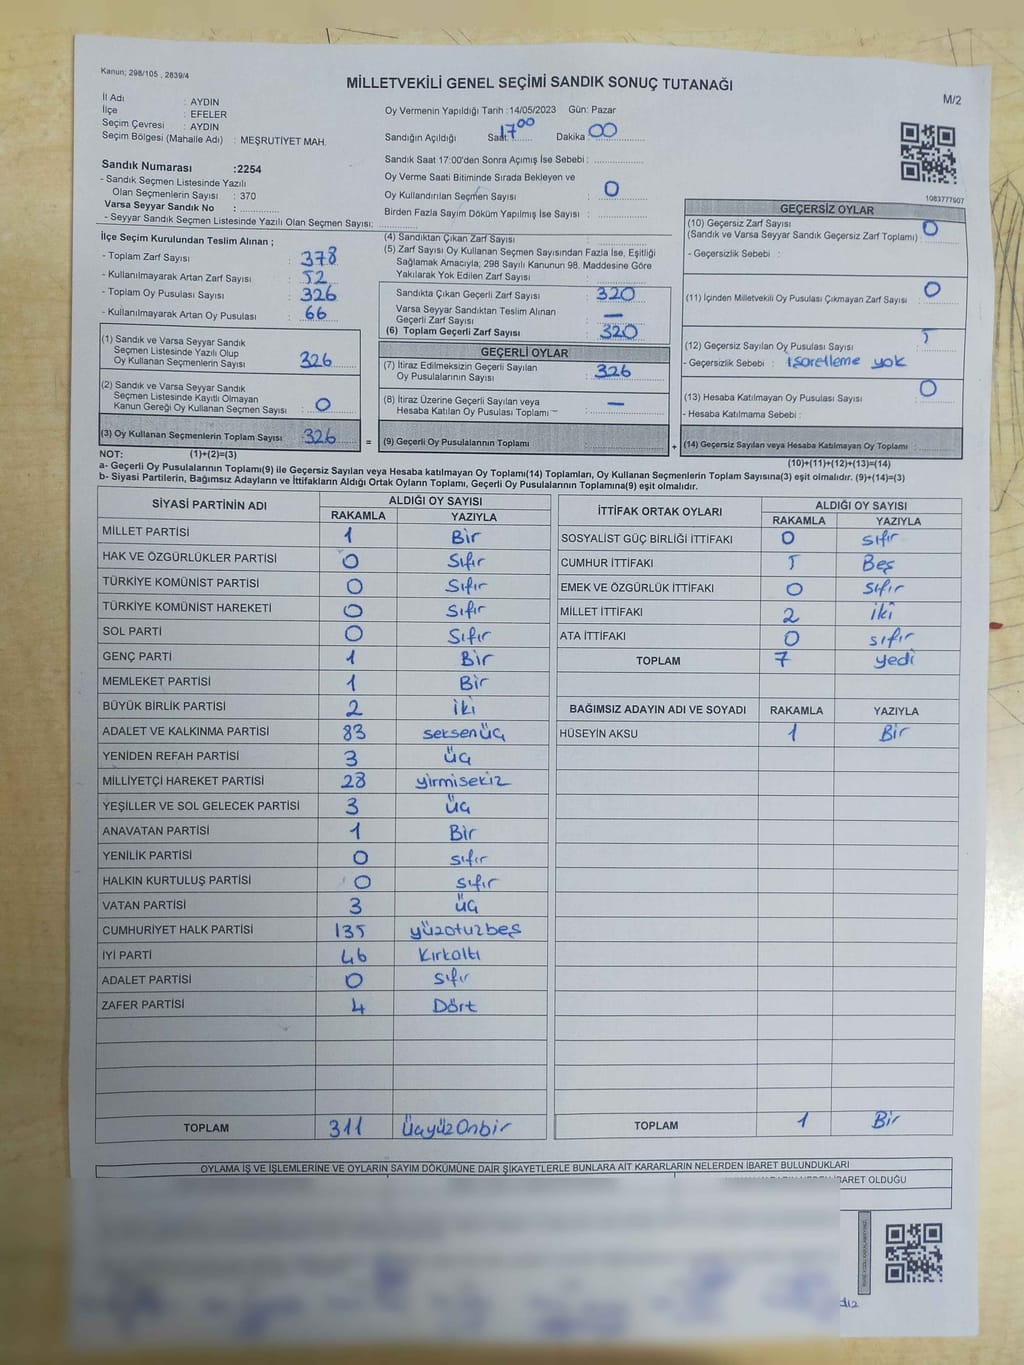 Kanun; 298/105 , 2839/4
MİLLETVEKİLİ GENEL SEÇİMİ SANDIK SONUÇ TUTANAĞI
M/2
İl Adı : AYDIN
İlçe : EFELER
Seçim Çevresi : AYDIN
Seçim Bölgesi (Mahalle Adı) : MEŞRUTİYET MAH.
Sandık Numarası :2254
- Sandık Seçmen Listesinde Yazılı
Olan Seçmenlerin Sayısı : 370
Varsa Seyyar Sandık No :
- Seyyar Sandık Seçmen Listesinde Yazılı Olan Seçmen Sayısı:
Oy Vermenin Yapıldığı Tarih :14/05/2023 Gün: Pazar
Sandığın Açıldığı Saat 17 00 Dakika 00
Sandık Saat 17:00'den Sonra Açımış İse Sebebi :
Oy Verme Saati Bitiminde Sırada Bekleyen ve
Oy Kullandırılan Seçmen Sayısı : 0
Birden Fazla Sayım Döküm Yapılmış İse Sayısı :
1083777907
İlçe Seçim Kurulundan Teslim Alınan ;
- Toplam Zarf Sayısı : 378
- Kullanılmayarak Artan Zarf Sayısı : 52
- Toplam Oy Pusulası Sayısı : 326
- Kullanılmayarak Artan Oy Pusulası : 66
(1) Sandık ve Varsa Seyyar Sandık
Seçmen Listesinde Yazılı Olup
Oy Kullanan Seçmenlerin Sayısı : 326
(2) Sandık ve Varsa Seyyar Sandık
Seçmen Listesinde Kayıtlı Olmayan
Kanun Gereği Oy Kullanan Seçmen Sayısı : 0
(3) Oy Kullanan Seçmenlerin Toplam Sayısı : 326
(4) Sandıktan Çıkan Zarf Sayısı
(5) Zarf Sayısı Oy Kullanan Seçmen Sayısından Fazla İse, Eşitliği
Sağlamak Amacıyla; 298 Sayılı Kanunun 98. Maddesine Göre
Yakılarak Yok Edilen Zarf Sayısı :
Sandıkta Çıkan Geçerli Zarf Sayısı : 320
Varsa Seyyar Sandıktan Teslim Alınan
Geçerli Zarf Sayısı : —
(6) Toplam Geçerli Zarf Sayısı : 320
GEÇERLİ OYLAR
(7) İtiraz Edilmeksizin Geçerli Sayılan
Oy Pusulalarının Sayısı : 326
(8) İtiraz Üzerine Geçerli Sayılan veya
Hesaba Katılan Oy Pusulası Toplamı : —
= (9) Geçerli Oy Pusulalarının Toplamı
GEÇERSİZ OYLAR
(10) Geçersiz Zarf Sayısı
(Sandık ve Varsa Seyyar Sandık Geçersiz Zarf Toplamı) : 0
- Geçersizlik Sebebi :
(11) İçinden Milletvekili Oy Pusulası Çıkmayan Zarf Sayısı : 0
(12) Geçersiz Sayılan Oy Pusulası Sayısı : 5
- Geçersizlik Sebebi : işaretleme yok
(13) Hesaba Katılmayan Oy Pusulası Sayısı : 0
- Hesaba Katılmama Sebebi :
+ (14) Geçersiz Sayılan veya Hesaba Katılmayan Oy Toplamı :
NOT: (1)+(2)=(3) (10)+(11)+(12)+(13)=(14)
a- Geçerli Oy Pusulalarının Toplamı(9) ile Geçersiz Sayılan veya Hesaba katılmayan Oy Toplamı(14) Toplamları, Oy Kullanan Seçmenlerin Toplam Sayısına(3) eşit olmalıdır. (9)+(14)=(3)
b- Siyasi Partilerin, Bağımsız Adayların ve İttifakların Aldığı Ortak Oyların Toplamı, Geçerli Oy Pusulalarının Toplamına(9) eşit olmalıdır.
SİYASİ PARTİNİN ADI ALDIĞI OY SAYISI
RAKAMLA YAZIYLA
MİLLET PARTİSİ 1 Bir
HAK VE ÖZGÜRLÜKLER PARTİSİ 0 Sıfır
TÜRKİYE KOMÜNİST PARTİSİ 0 Sıfır
TÜRKİYE KOMÜNİST HAREKETİ 0 Sıfır
SOL PARTİ 0 Sıfır
GENÇ PARTİ 1 Bir
MEMLEKET PARTİSİ 1 Bir
BÜYÜK BİRLİK PARTİSİ 2 iki
ADALET VE KALKINMA PARTİSİ 83 seksenüç
YENİDEN REFAH PARTİSİ 3 üç
MİLLİYETÇİ HAREKET PARTİSİ 28 yirmisekiz
YEŞİLLER VE SOL GELECEK PARTİSİ 3 üç
ANAVATAN PARTİSİ 1 Bir
YENİLİK PARTİSİ 0 sıfır
HALKIN KURTULUŞ PARTİSİ 0 sıfır
VATAN PARTİSİ 3 üç
CUMHURİYET HALK PARTİSİ 135 yüzotuzbeş
İYİ PARTİ 46 Kırkaltı
ADALET PARTİSİ 0 sıfır
ZAFER PARTİSİ 4 Dört
TOPLAM 311 ÜçyüzOnbir
İTTİFAK ORTAK OYLARI ALDIĞI OY SAYISI
RAKAMLA YAZIYLA
SOSYALİST GÜÇ BİRLİĞİ İTTİFAKI 0 sıfır
CUMHUR İTTİFAKI 5 Beş
EMEK VE ÖZGÜRLÜK İTTİFAKI 0 sıfır
MİLLET İTTİFAKI 2 iki
ATA İTTİFAKI 0 sıfır
TOPLAM 7 yedi
BAĞIMSIZ ADAYIN ADI VE SOYADI RAKAMLA YAZIYLA
HÜSEYİN AKSU 1 Bir
TOPLAM 1 Bir
OYLAMA İŞ VE İŞLEMLERİNE VE OYLARIN SAYIM DÖKÜMÜNE DAİR ŞİKAYETLERLE BUNLARA AİT KARARLARIN NELERDEN İBARET BULUNDUKLARI
İBARET OLDUĞU